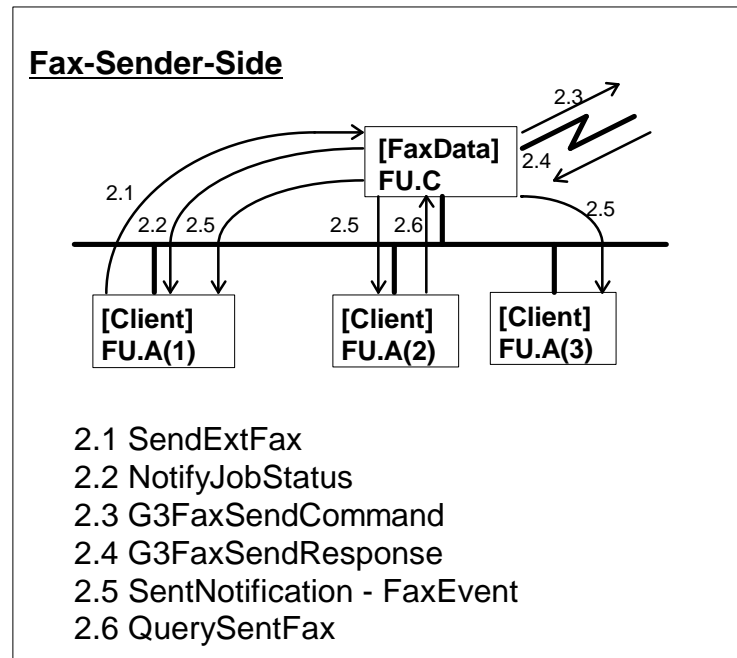 Fax-Sender-Side
2.3
[FaxData]
FU.C
2.4
2.1
2.2
2.5
2.5
2.6
2.5
[Client]
FU.A(1)
[Client]
FU.A(2)
[Client]
FU.A(3)
2.1 SendExtFax
2.2 NotifyJobStatus
2.3 G3FaxSendCommand
2.4 G3FaxSendResponse
2.5 SentNotification - FaxEvent
2.6 QuerySentFax